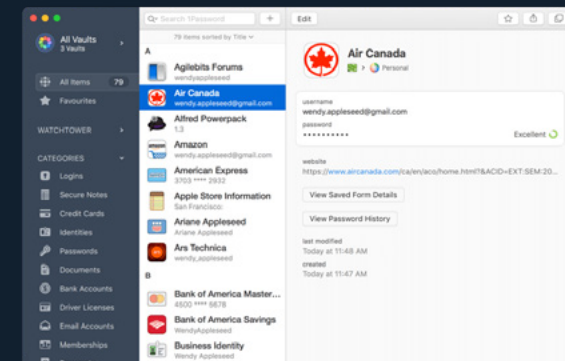 All Vaults
3 Vaults
All Items 79
Favourites
WATCHTOWER
CATEGORIES
Logins
Secure Notes
Credit Cards
Identities
Passwords
Documents
Bank Accounts
Driver Licenses
Email Accounts
Memberships
Search 1Password
79 items sorted by Title
A
Agilebits Forums
wendyappleseed
Air Canada
wendy.appleseed@gmail.com
Alfred Powerpack
1.3
amazon
Amazon
wendy.appleseed@gmail.com
American Express
3703 **** 2932
Apple Store Information
San Francisco:
Ariane Appleseed
Ariane Appleseed
Ars Technica
wendy_appleseed
B
Bank of America Master...
4500 **** 6678
Bank of America Savings
WendyAppleseed
Business Identity
Wendy Appleseed
Edit
Air Canada
Personal
username
wendy.appleseed@gmail.com
password
•••••••••• Excellent
website
https://www.aircanada.com/ca/en/aco/home.html?&ACID=EXT:SEM:20...
View Saved Form Details
View Password History
last modified
Today at 11:48 AM
created
Today at 11:47 AM